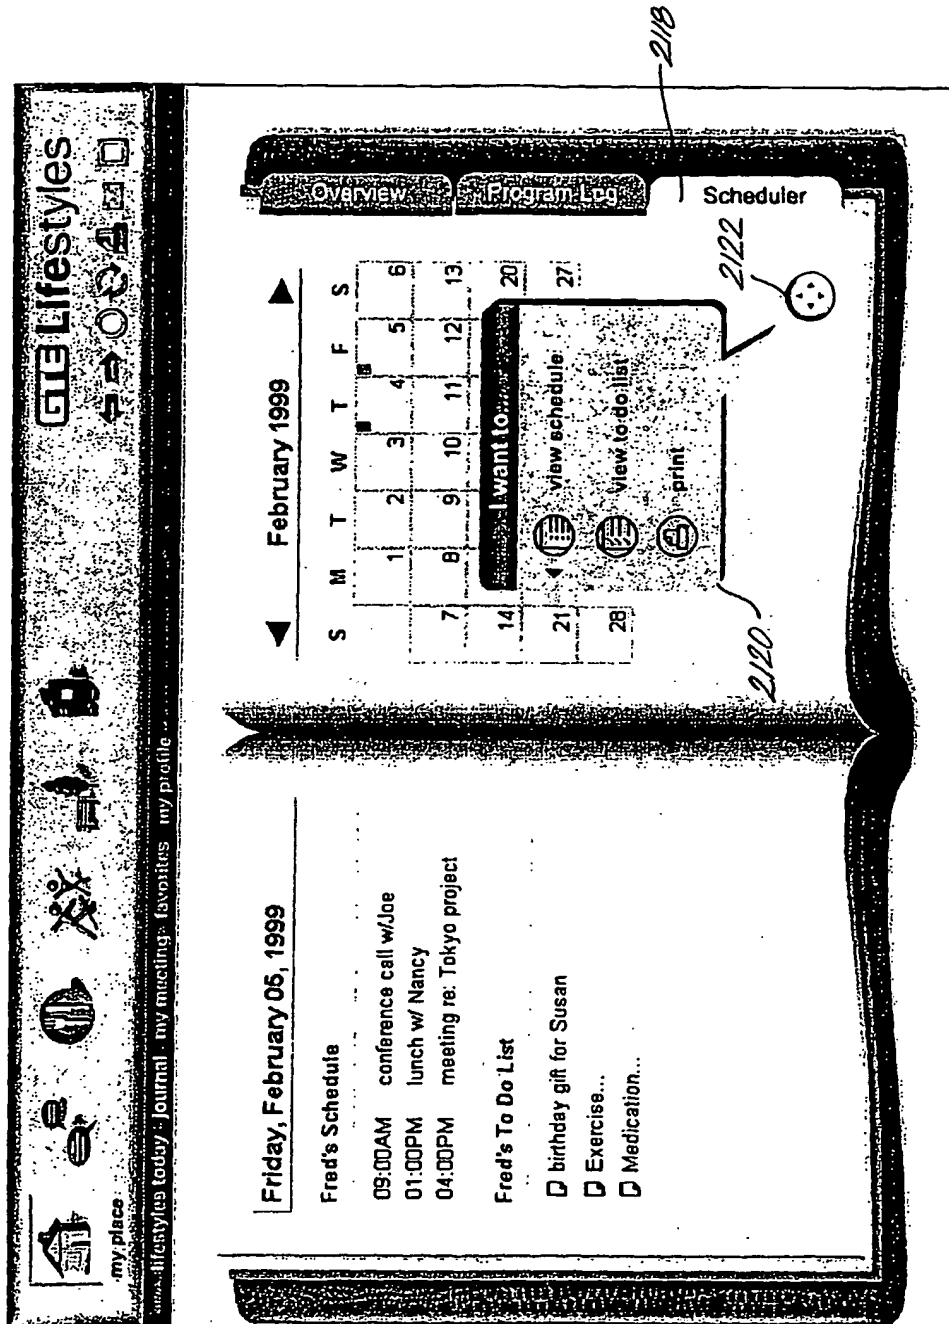 GTE Lifestyles
my place
lifestyles today journal my meeting favorites my profile
Friday, February 05, 1999
Fred's Schedule
09:00AM conference call w/Joe
01:00PM lunch w/ Nancy
04:00PM meeting re: Tokyo project
Fred's To Do List
birthday gift for Susan
Exercise...
Medication...
February 1999
S M T W T F S
1 2 3 4 5 6
7 8 9 10 11 12 13
14 20
21 27
28
I want to...
view schedule
view to do list
print
Overview
Program Log
Scheduler
2118
2120
2122